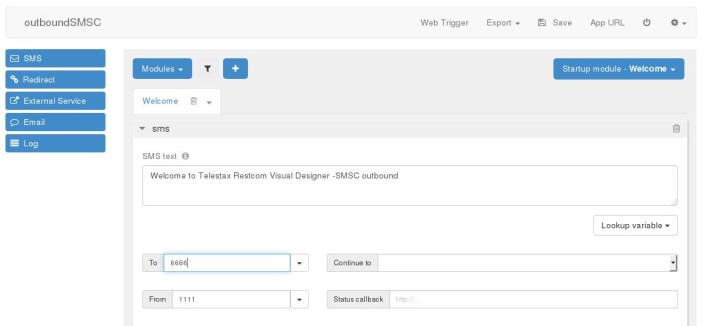 outboundSMSC Web Trigger Export Save App URL
SMS
Redirect
External Service
Email
Log
Modules + Startup module - Welcome
Welcome
sms
SMS text
Welcome to Telestax Restcom Visual Designer -SMSC outbound
Lookup variable
To 6666 Continue to
From 1111 Status callback http://...